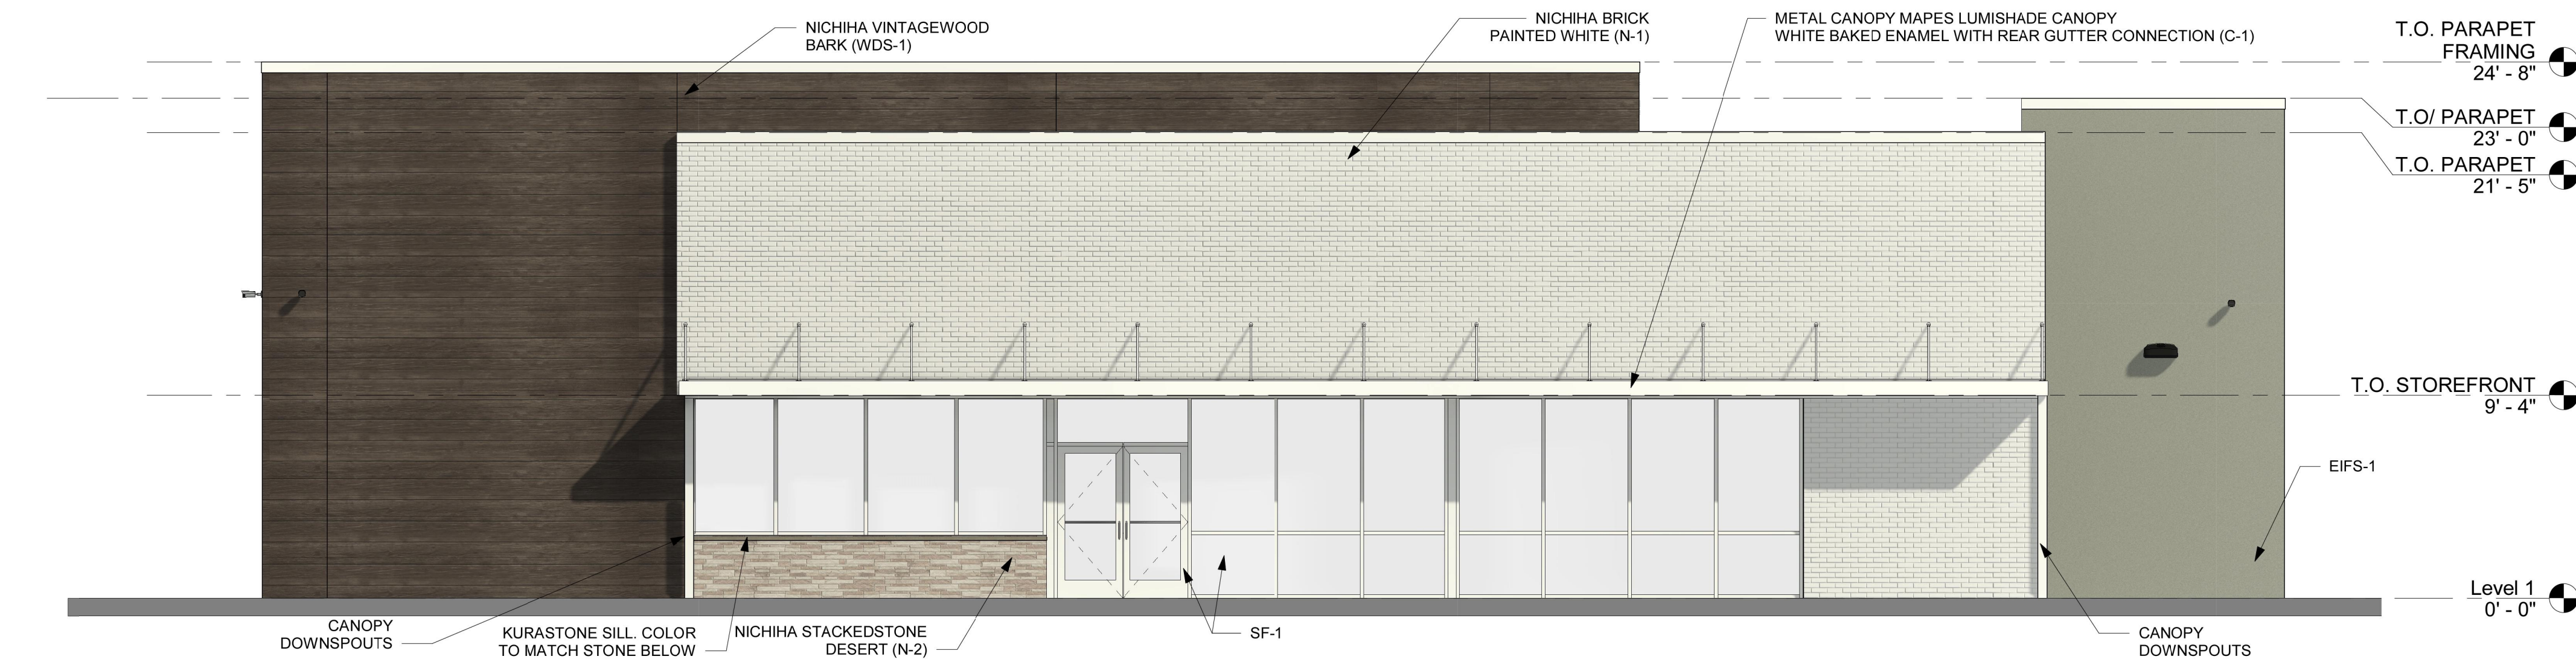 NICHIHA VINTAGEWOOD
BARK (WDS-1)
NICHIHA BRICK
PAINTED WHITE (N-1)
METAL CANOPY MAPES LUMISHADE CANOPY
WHITE BAKED ENAMEL WITH REAR GUTTER CONNECTION (C-1)
T.O. PARAPET
FRAMING
24' - 8"
T.O/ PARAPET
23' - 0"
T.O. PARAPET
21' - 5"
T.O. STOREFRONT
9' - 4"
EIFS-1
Level 1
0' - 0"
CANOPY
DOWNSPOUTS
KURASTONE SILL. COLOR
TO MATCH STONE BELOW
NICHIHA STACKEDSTONE
DESERT (N-2)
SF-1
CANOPY
DOWNSPOUTS